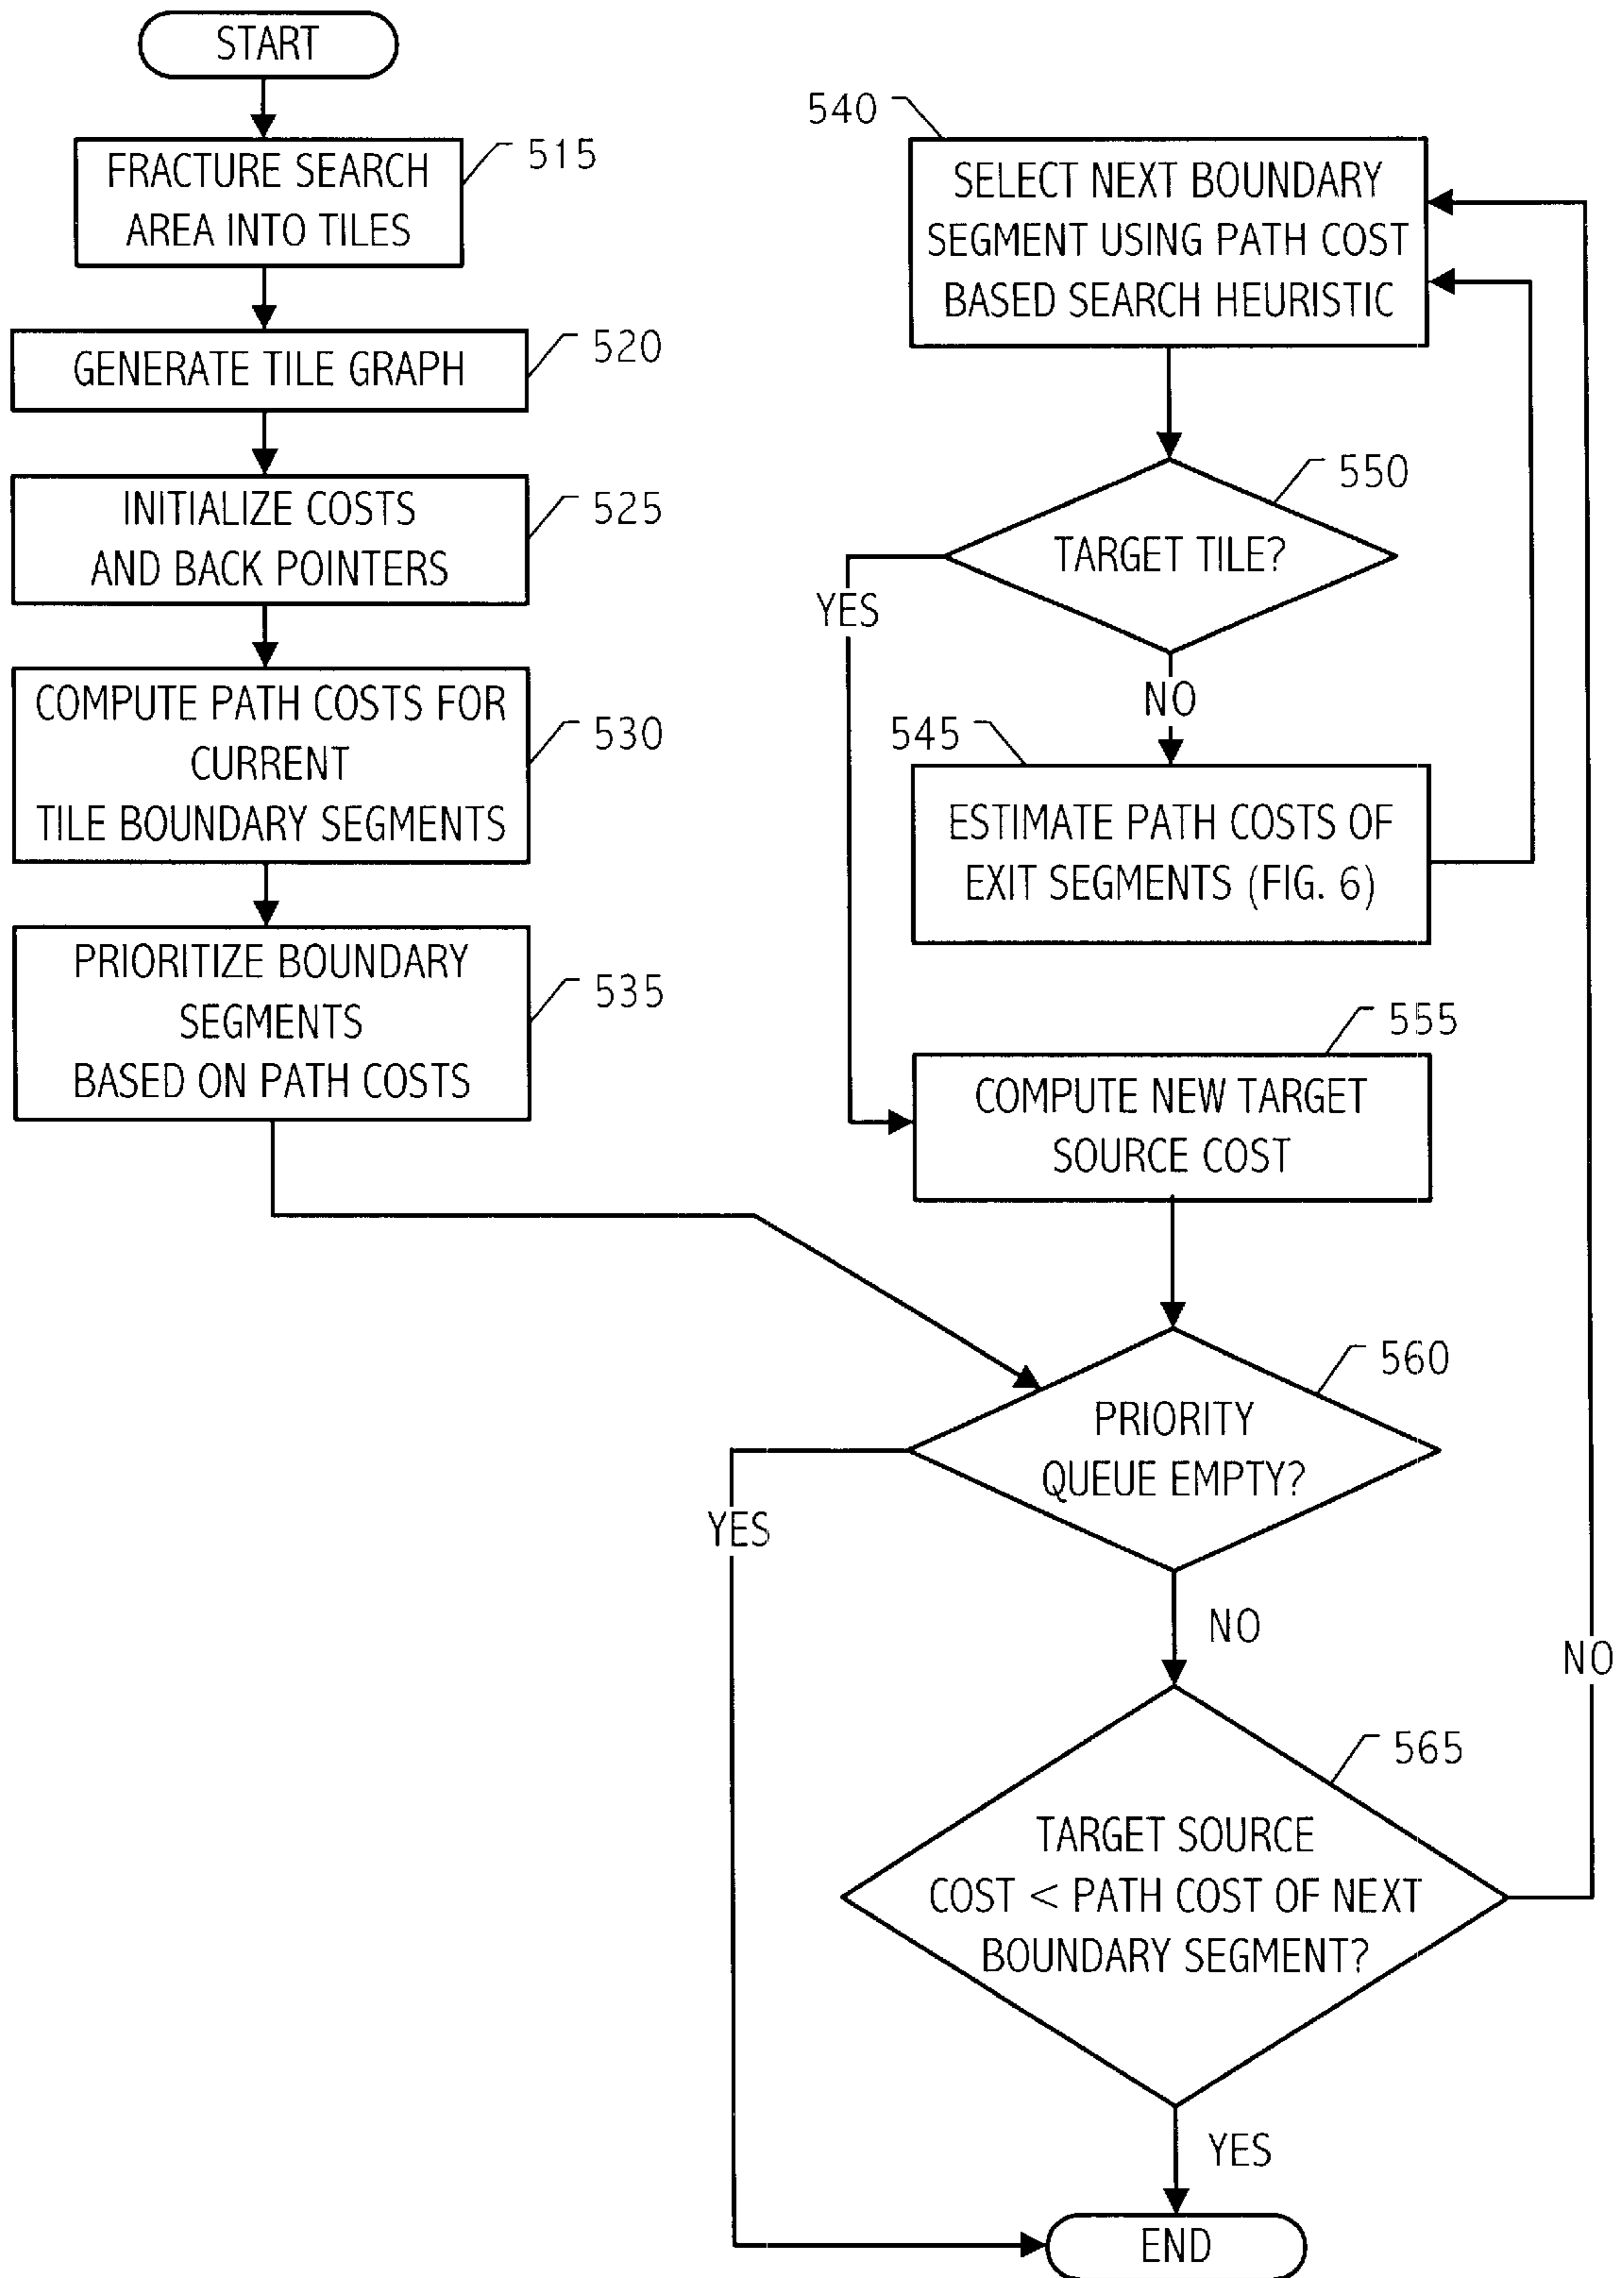 START
FRACTURE SEARCH
AREA INTO TILES
515
GENERATE TILE GRAPH
520
INITIALIZE COSTS
AND BACK POINTERS
525
COMPUTE PATH COSTS FOR
CURRENT
TILE BOUNDARY SEGMENTS
530
PRIORITIZE BOUNDARY
SEGMENTS
BASED ON PATH COSTS
535
540
SELECT NEXT BOUNDARY
SEGMENT USING PATH COST
BASED SEARCH HEURISTIC
550
TARGET TILE?
YES
NO
545
ESTIMATE PATH COSTS OF
EXIT SEGMENTS (FIG. 6)
555
COMPUTE NEW TARGET
SOURCE COST
560
PRIORITY
QUEUE EMPTY?
YES
NO
NO
565
TARGET SOURCE
COST < PATH COST OF NEXT
BOUNDARY SEGMENT?
YES
END